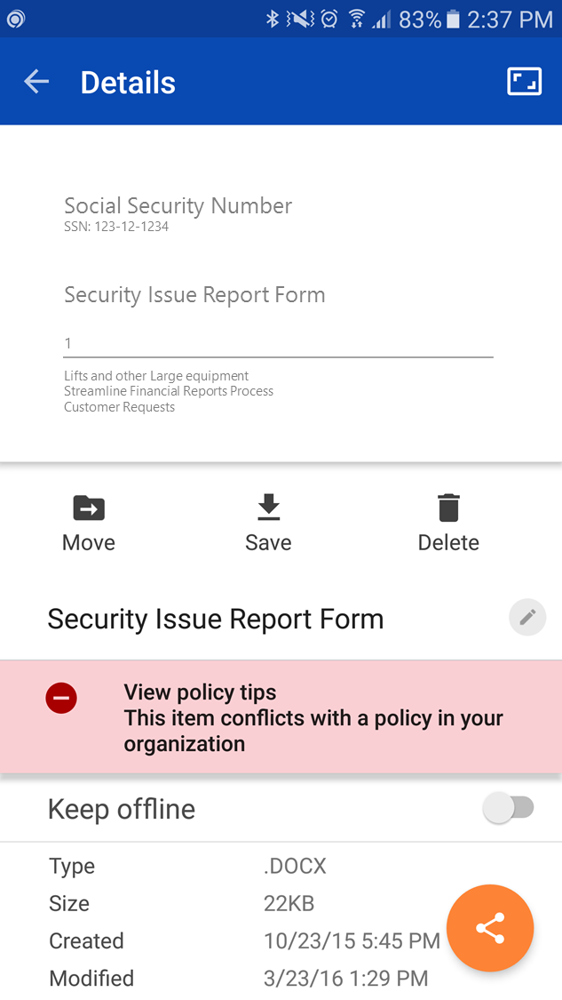 83% 2:37 PM
Details
Social Security Number
SSN: 123-12-1234
Security Issue Report Form
1
Lifts and other Large equipment
Streamline Financial Reports Process
Customer Requests
Move Save Delete
Security Issue Report Form
View policy tips
This item conflicts with a policy in your
organization
Keep offline
Type .DOCX
Size 22KB
Created 10/23/15 5:45 PM
Modified 3/23/16 1:29 PM